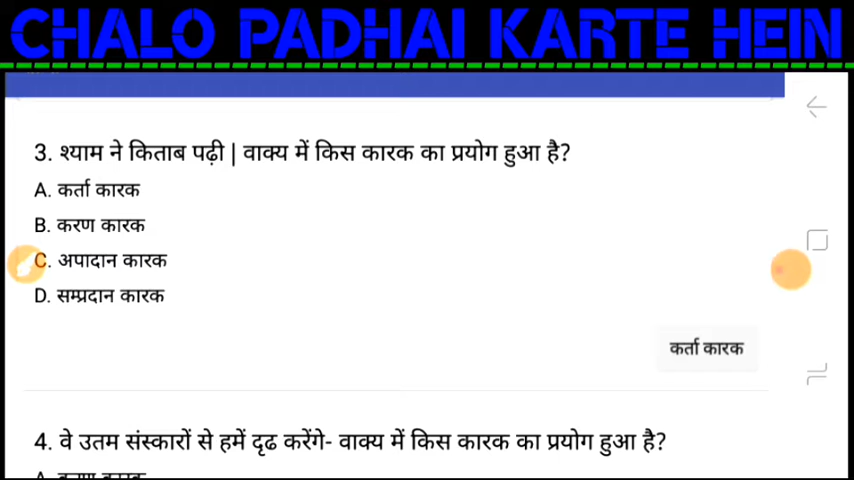 CHALO PADHAI KARTE HEIN
3. श्याम ने किताब पढ़ी | वाक्य में किस कारक का प्रयोग हुआ है?
A. कर्ता कारक
B. करण कारक
C. अपादान कारक
D. सम्प्रदान कारक
कर्ता कारक
4. वे उतम संस्कारों से हमें दृढ करेंगे- वाक्य में किस कारक का प्रयोग हुआ है?